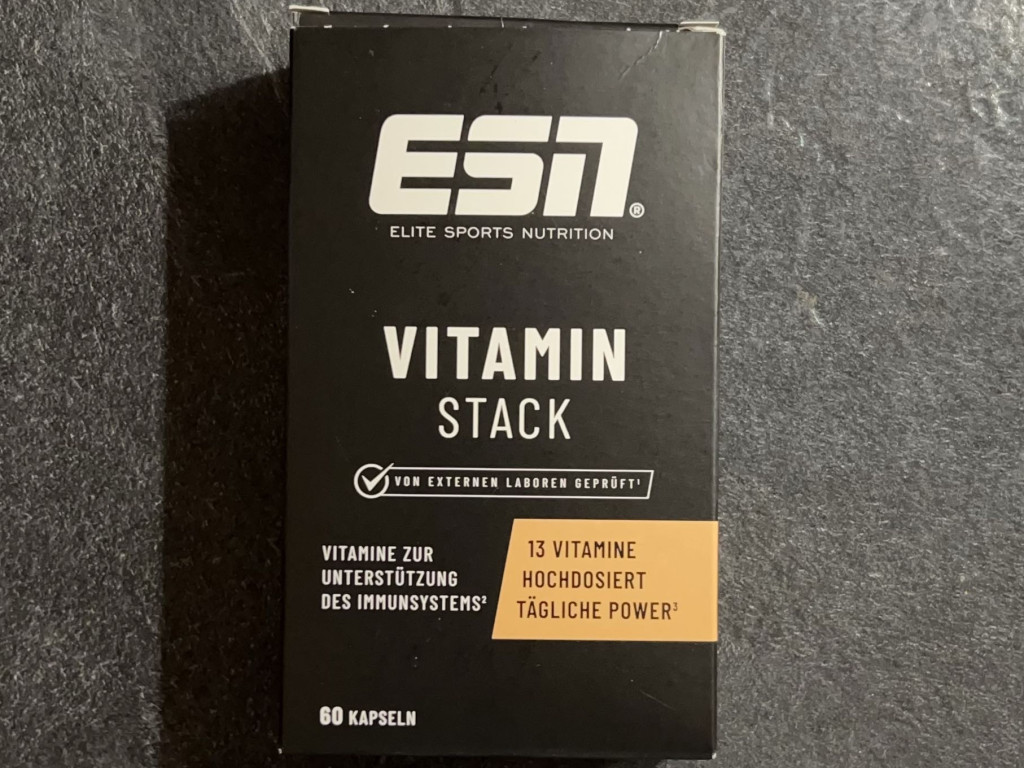 ESN®
ELITE SPORTS NUTRITION
VITAMIN
STACK
VON EXTERNEN LABOREN GEPRÜFT¹
VITAMINE ZUR
UNTERSTÜTZUNG
DES IMMUNSYSTEMS²
13 VITAMINE
HOCHDOSIERT
TÄGLICHE POWER³
60 KAPSELN